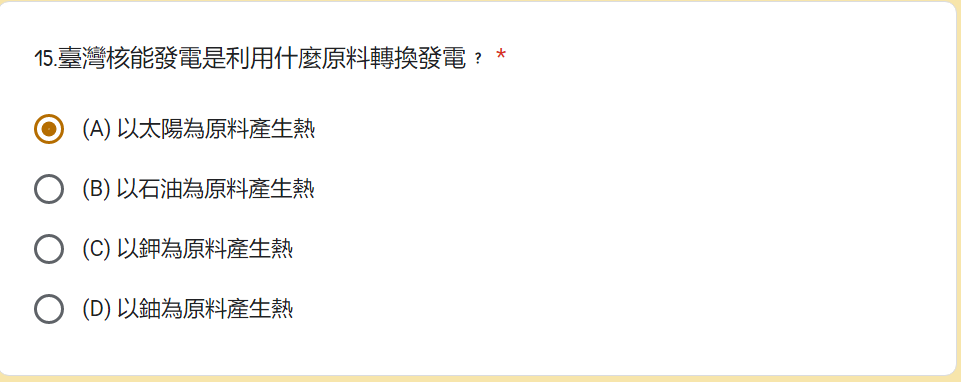 15.臺灣核能發電是利用什麼原料轉換發電﹖ *
(A) 以太陽為原料產生熱
(B) 以石油為原料產生熱
(C) 以鉀為原料產生熱
(D) 以鈾為原料產生熱